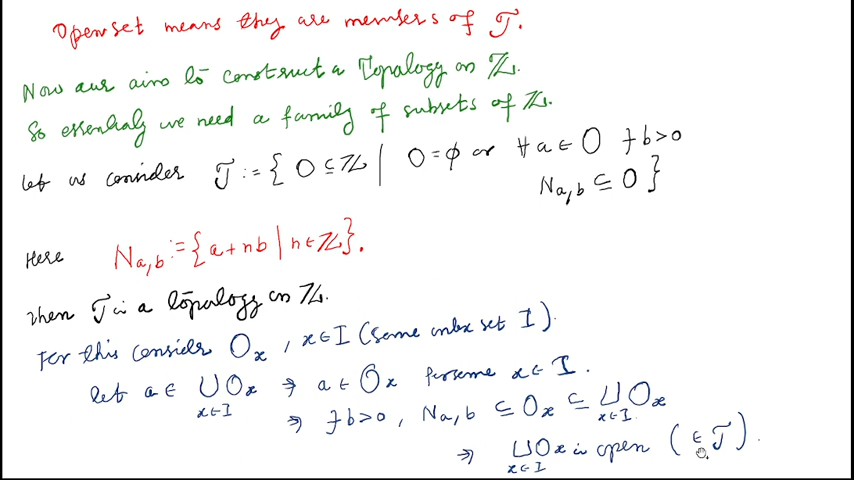 Open set means they are members of 𝒯.
Now our aim is to construct a Topology on ℤ.
So essentialy we need a family of subsets of ℤ.
Let us consider 𝒯 := { O ⊆ ℤ | O = ϕ or ∀ a ∈ O ∃ b > 0
N_{a,b} ⊆ O }
Here N_{a,b} := { a + nb | n ∈ ℤ }.
then 𝒯 is a topology on ℤ.
For this consider O_x , x ∈ I (some index set I).
let a ∈ ⋃_{x∈I} O_x ⇒ a ∈ O_x for some x ∈ I.
⇒ ∃ b > 0 , N_{a,b} ⊆ O_x ⊆ ⋃_{x∈I} O_x
⇒ ⋃_{x∈I} O_x is open ( ∈ 𝒯 ).